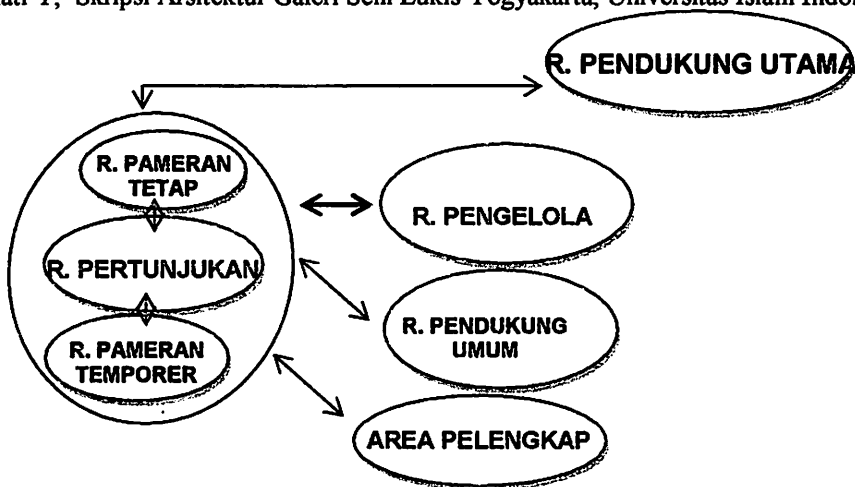 Skripsi Arsitektur Galeri Seni Lukis Yogyakarta, Universitas Islam
R. PENDUKUNG UTAMA
R. PAMERAN
TETAP
R. PENGELOLA
R. PERTUNJUKAN
R. PENDUKUNG
UMUM
R. PAMERAN
TEMPORER
AREA PELENGKAP